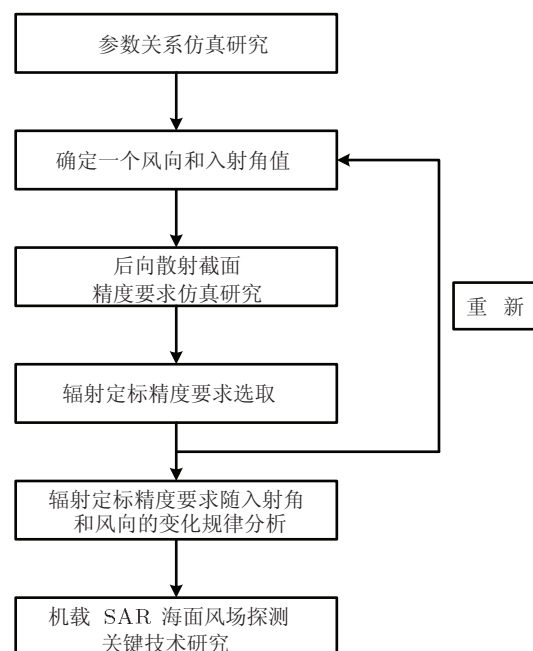 参数关系仿真研究
确定一个风向和入射角值
后向散射截面
精度要求仿真研究
重 新
辐射定标精度要求选取
辐射定标精度要求随入射角
和风向的变化规律分析
机载 SAR 海面风场探测
关键技术研究